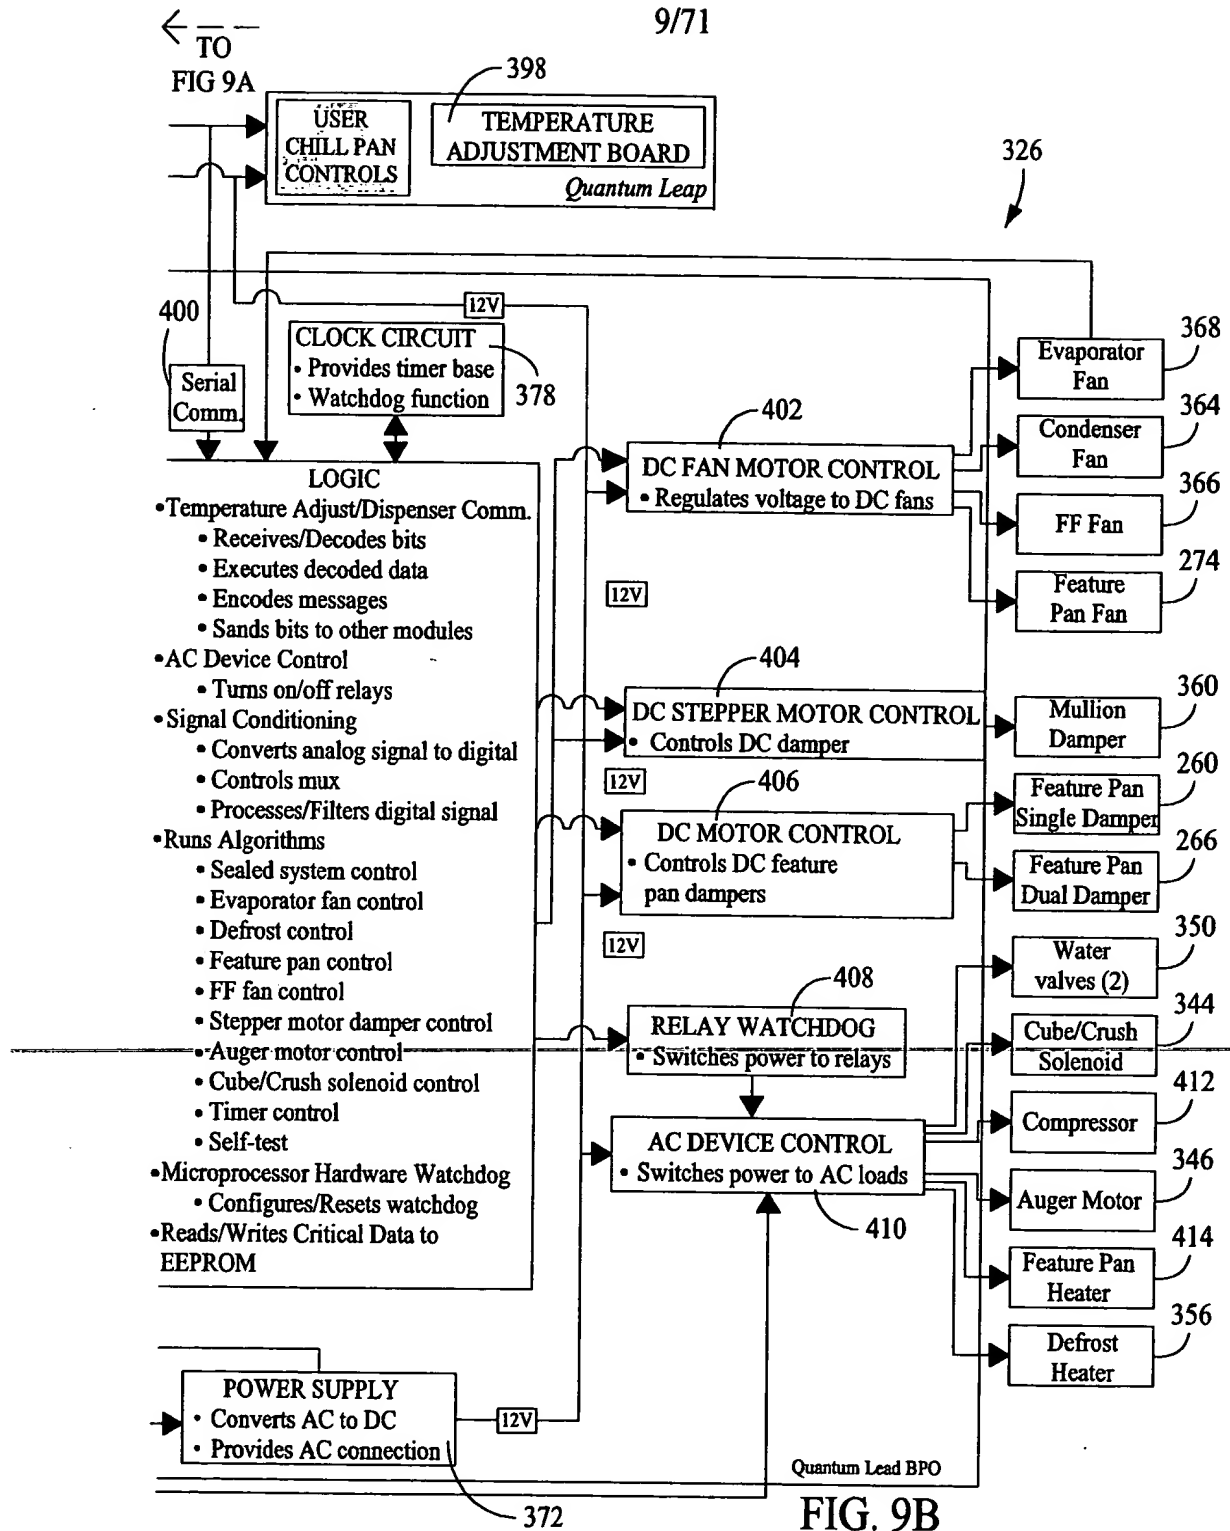 9/71
TO
FIG 9A
398
USER
CHILL PAN
CONTROLS
TEMPERATURE
ADJUSTMENT BOARD
Quantum Leap
326
12V
400
Serial
Comm.
CLOCK CIRCUIT
• Provides timer base
• Watchdog function
378
LOGIC
•Temperature Adjust/Dispenser Comm.
• Receives/Decodes bits
• Executes decoded data
• Encodes messages
• Sands bits to other modules
•AC Device Control
• Turns on/off relays
•Signal Conditioning
• Converts analog signal to digital
• Controls mux
• Processes/Filters digital signal
•Runs Algorithms
• Sealed system control
• Evaporator fan control
• Defrost control
• Feature pan control
• FF fan control
• Stepper motor damper control
• Auger motor control
• Cube/Crush solenoid control
• Timer control
• Self-test
•Microprocessor Hardware Watchdog
• Configures/Resets watchdog
•Reads/Writes Critical Data to
EEPROM
402
DC FAN MOTOR CONTROL
• Regulates voltage to DC fans
12V
404
DC STEPPER MOTOR CONTROL
• Controls DC damper
12V
406
DC MOTOR CONTROL
• Controls DC feature
pan dampers
12V
408
RELAY WATCHDOG
• Switches power to relays
AC DEVICE CONTROL
• Switches power to AC loads
410
Evaporator
Fan
368
Condenser
Fan
364
FF Fan
366
Feature
Pan Fan
274
Mullion
Damper
360
Feature Pan
Single Damper
260
Feature Pan
Dual Damper
266
Water
valves (2)
350
Cube/Crush
Solenoid
344
Compressor
412
Auger Motor
346
Feature Pan
Heater
414
Defrost
Heater
356
POWER SUPPLY
• Converts AC to DC
• Provides AC connection
12V
372
Quantum Lead BPO
FIG. 9B